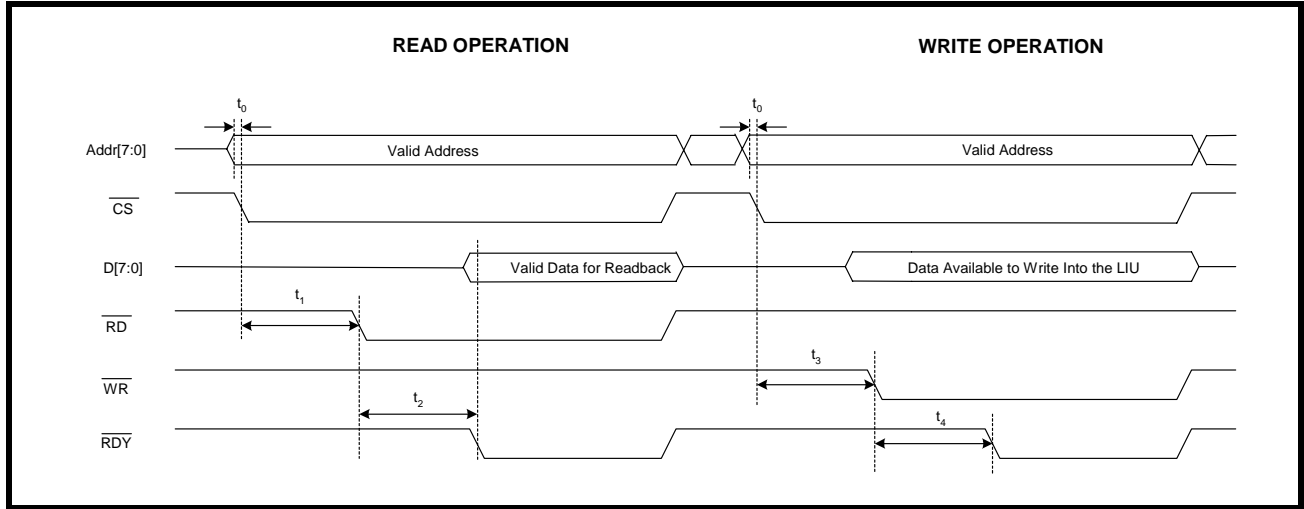 READ OPERATION WRITE OPERATION
t0 t0
Addr[7:0] Valid Address Valid Address
CS
D[7:0] Valid Data for Readback Data Available to Write Into the LIU
t1
RD
t3
WR
t2 t4
RDY